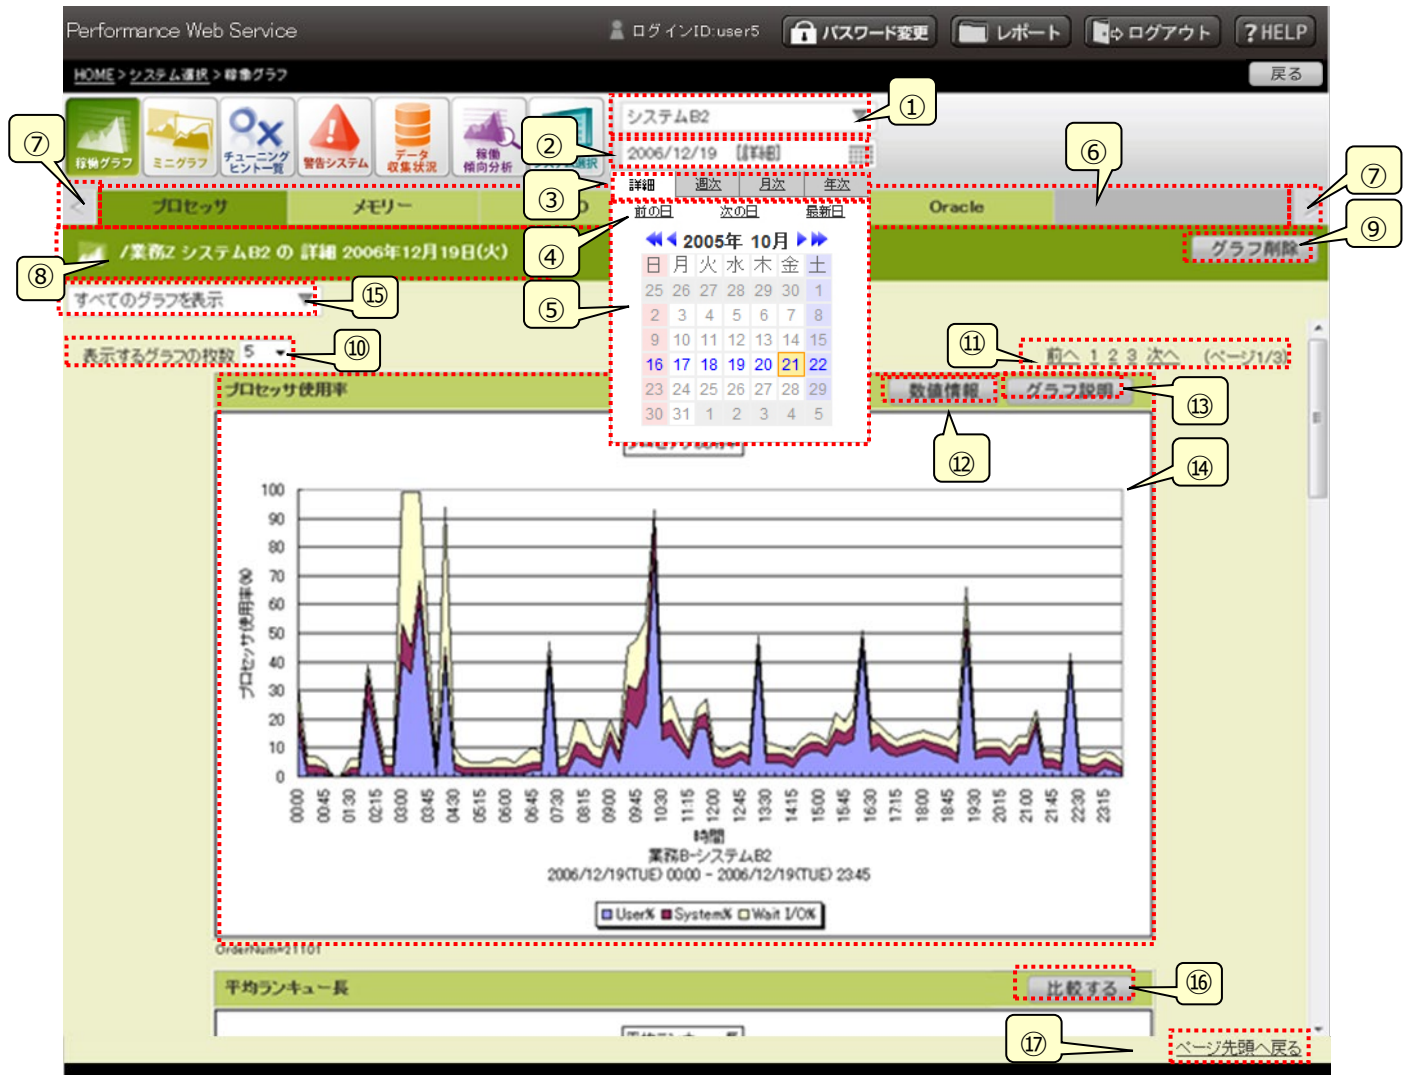 Performance Web Service
ログインID:user5
パスワード変更
レポート
ログアウト
?HELP
HOME > システム選択 > 稼働グラフ
戻る
稼働グラフ
ミニグラフ
チューニング
ヒント一覧
警告システム
データ
収集状況
稼働
傾向分析
システムB2
①
⑦
②
2006/12/19 【詳細】
⑥
⑦
③
詳細 週次 月次 年次
プロセッサ
メモリー
Oracle
④
前の日 次の日 最新日
⑨
グラフ削除
⑧
/業務Z システムB2 の 詳細 2006年12月19日(火)
2005年 10月
日 月 火 水 木 金 土
25 26 27 28 29 30 1
2 3 4 5 6 7 8
9 10 11 12 13 14 15
16 17 18 19 20 21 22
23 24 25 26 27 28 29
30 31 1 2 3 4 5
⑤
すべてのグラフを表示
⑮
表示するグラフの枚数 5
⑩
⑪
前へ 1 2 3 次へ (ページ1/3)
プロセッサ使用率
数値情報
グラフ説明
⑬
⑫
⑭
プロセッサ使用率(%)
100
90
80
70
60
50
40
30
20
10
0
00:00 00:45 01:30 02:15 03:00 03:45 04:30 05:15 06:00 06:45 07:30 08:15 09:00 09:45 10:30 11:15 12:00 12:45 13:30 14:15 15:00 15:45 16:30 17:15 18:00 18:45 19:30 20:15 21:00 21:45 22:30 23:15
時間
業務B-システムB2
2006/12/19(TUE) 00:00 - 2006/12/19(TUE) 23:45
User% System% Wait I/O%
OrderNum=21101
平均ランキュー長
比較する
⑯
⑰
ページ先頭へ戻る